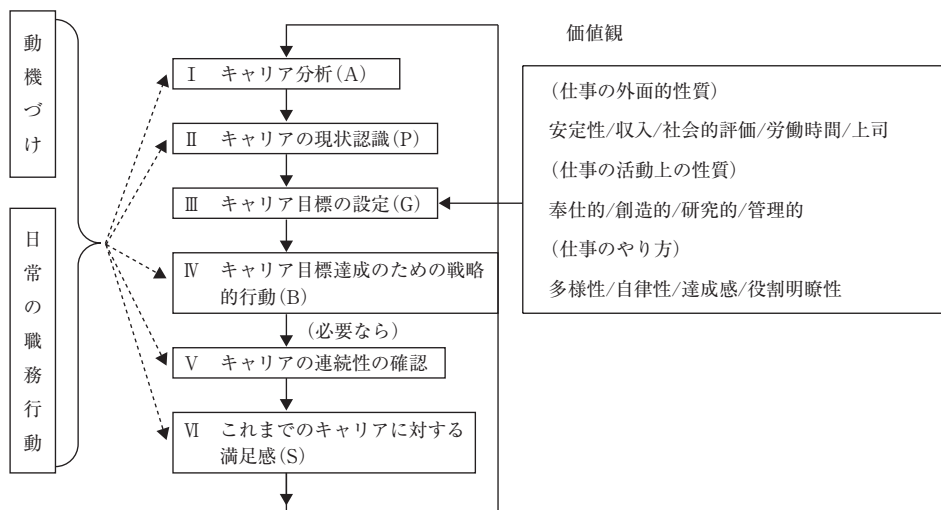 動機づけ
日常の職務行動
Ⅰ キャリア分析(A)
Ⅱ キャリアの現状認識(P)
Ⅲ キャリア目標の設定(G)
Ⅳ キャリア目標達成のための戦略
的行動(B)
(必要なら)
Ⅴ キャリアの連続性の確認
Ⅵ これまでのキャリアに対する
満足感(S)
価値観
(仕事の外面的性質)
安定性/収入/社会的評価/労働時間/上司
(仕事の活動上の性質)
奉仕的/創造的/研究的/管理的
(仕事のやり方)
多様性/自律性/達成感/役割明瞭性